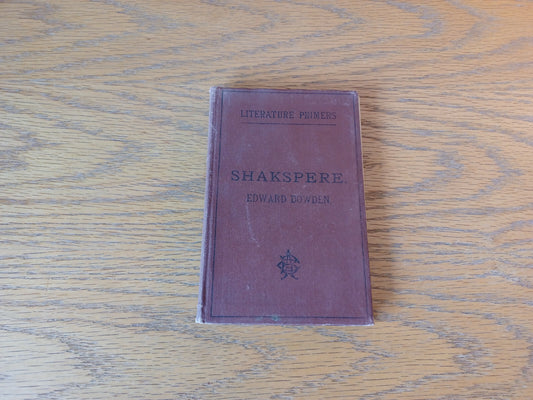 LITERATURE PRIMERS
SHAKSPERE.
EDWARD DOWDEN.